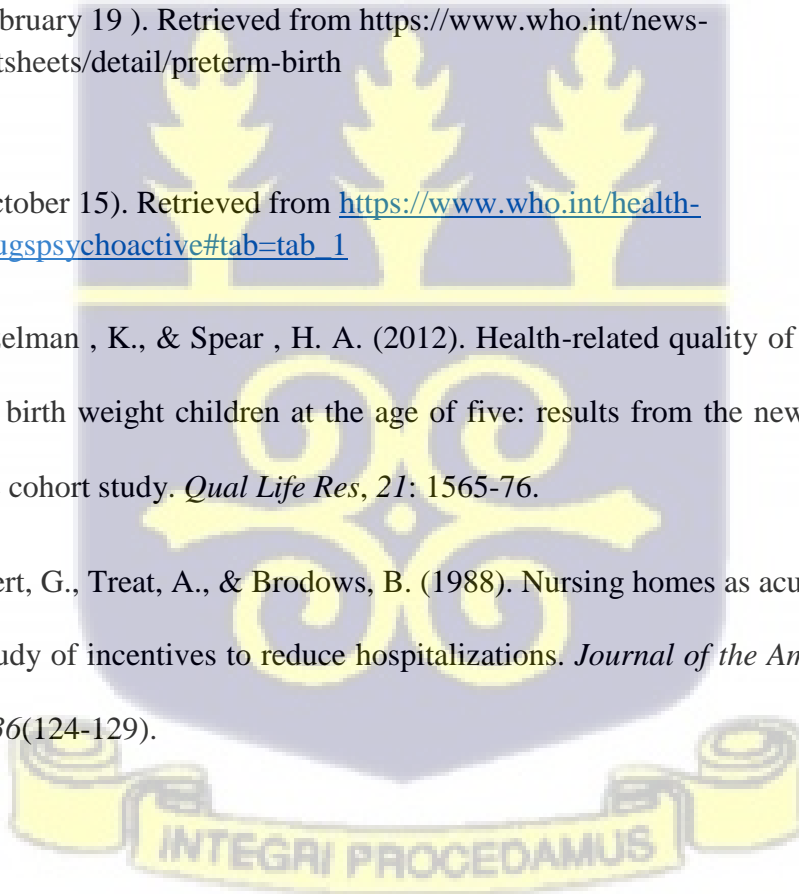 bruary 19 ). Retrieved from https://www.who.int/news-
tsheets/detail/preterm-birth
ctober 15). Retrieved from https://www.who.int/health-
ugspsychoactive#tab=tab_1
elman , K., & Spear , H. A. (2012). Health-related quality of
birth weight children at the age of five: results from the new
cohort study. Qual Life Res, 21: 1565-76.
ert, G., Treat, A., & Brodows, B. (1988). Nursing homes as acu
udy of incentives to reduce hospitalizations. Journal of the An
36(124-129).
INTEGRI PROCEDAMUS